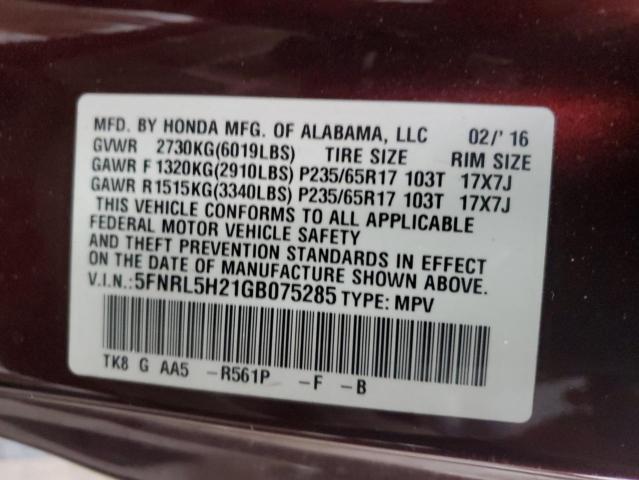 MFD. BY HONDA MFG. OF ALABAMA, LLC 02/' 16
GVWR 2730KG(6019LBS) TIRE SIZE RIM SIZE
GAWR F 1320KG(2910LBS) P235/65R17 103T 17X7J
GAWR R1515KG(3340LBS) P235/65R17 103T 17X7J
THIS VEHICLE CONFORMS TO ALL APPLICABLE
FEDERAL MOTOR VEHICLE SAFETY
AND THEFT PREVENTION STANDARDS IN EFFECT
ON THE DATE OF MANUFACTURE SHOWN ABOVE.
V.I.N.:5FNRL5H21GB075285 TYPE: MPV
TK8 G AA5 -R561P -F -B